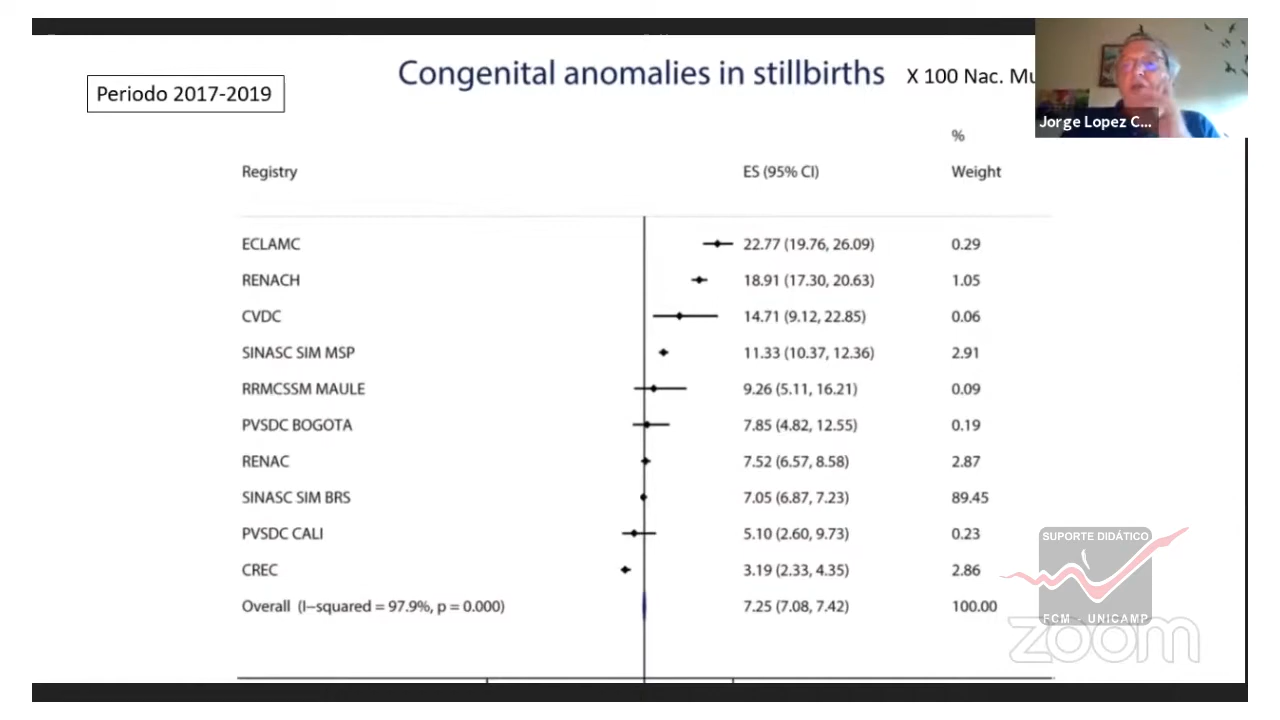 Congenital anomalies in stillbirths X 100 Nac. Mu
Periodo 2017-2019
Jorge Lopez C...
%
Registry ES (95% CI) Weight
ECLAMC 22.77 (19.76, 26.09) 0.29
RENACH 18.91 (17.30, 20.63) 1.05
CVDC 14.71 (9.12, 22.85) 0.06
SINASC SIM MSP 11.33 (10.37, 12.36) 2.91
RRMCSSM MAULE 9.26 (5.11, 16.21) 0.09
PVSDC BOGOTA 7.85 (4.82, 12.55) 0.19
RENAC 7.52 (6.57, 8.58) 2.87
SINASC SIM BRS 7.05 (6.87, 7.23) 89.45
PVSDC CALI 5.10 (2.60, 9.73) 0.23
CREC 3.19 (2.33, 4.35) 2.86
Overall (I-squared = 97.9%, p = 0.000) 7.25 (7.08, 7.42) 100.00
SUPORTE DIDÁTICO
FCM - UNICAMP
zoom